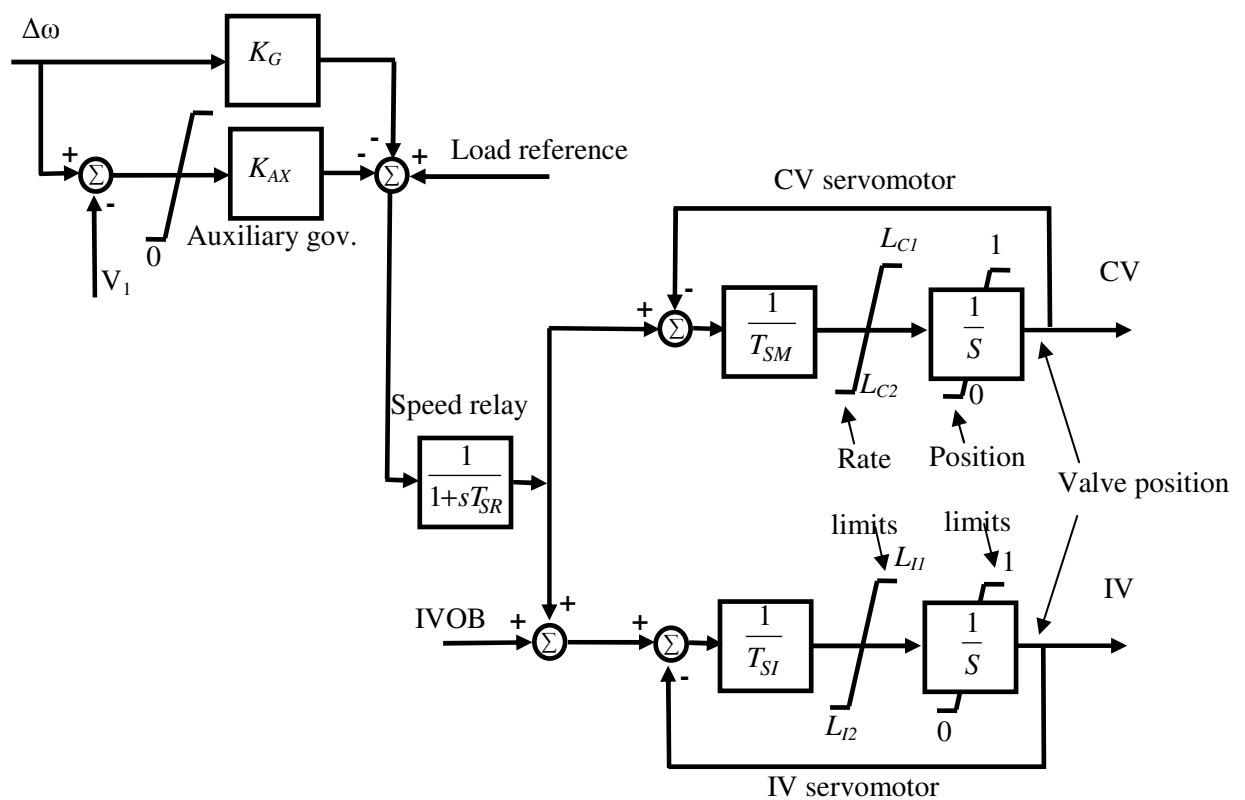 Δω
K_G
+
-
-
-
+
Load reference
Σ
K_AX
Σ
-
0
Auxiliary gov.
V_1
CV servomotor
L_C1
1
CV
-
+
Σ
1
T_SM
1
S
L_C2
0
Speed relay
Rate
Position
Valve position
1
1+sT_SR
limits
limits
L_I1
1
IV
+
IVOB
+
Σ
+
Σ
-
1
T_SI
1
S
L_I2
0
IV servomotor